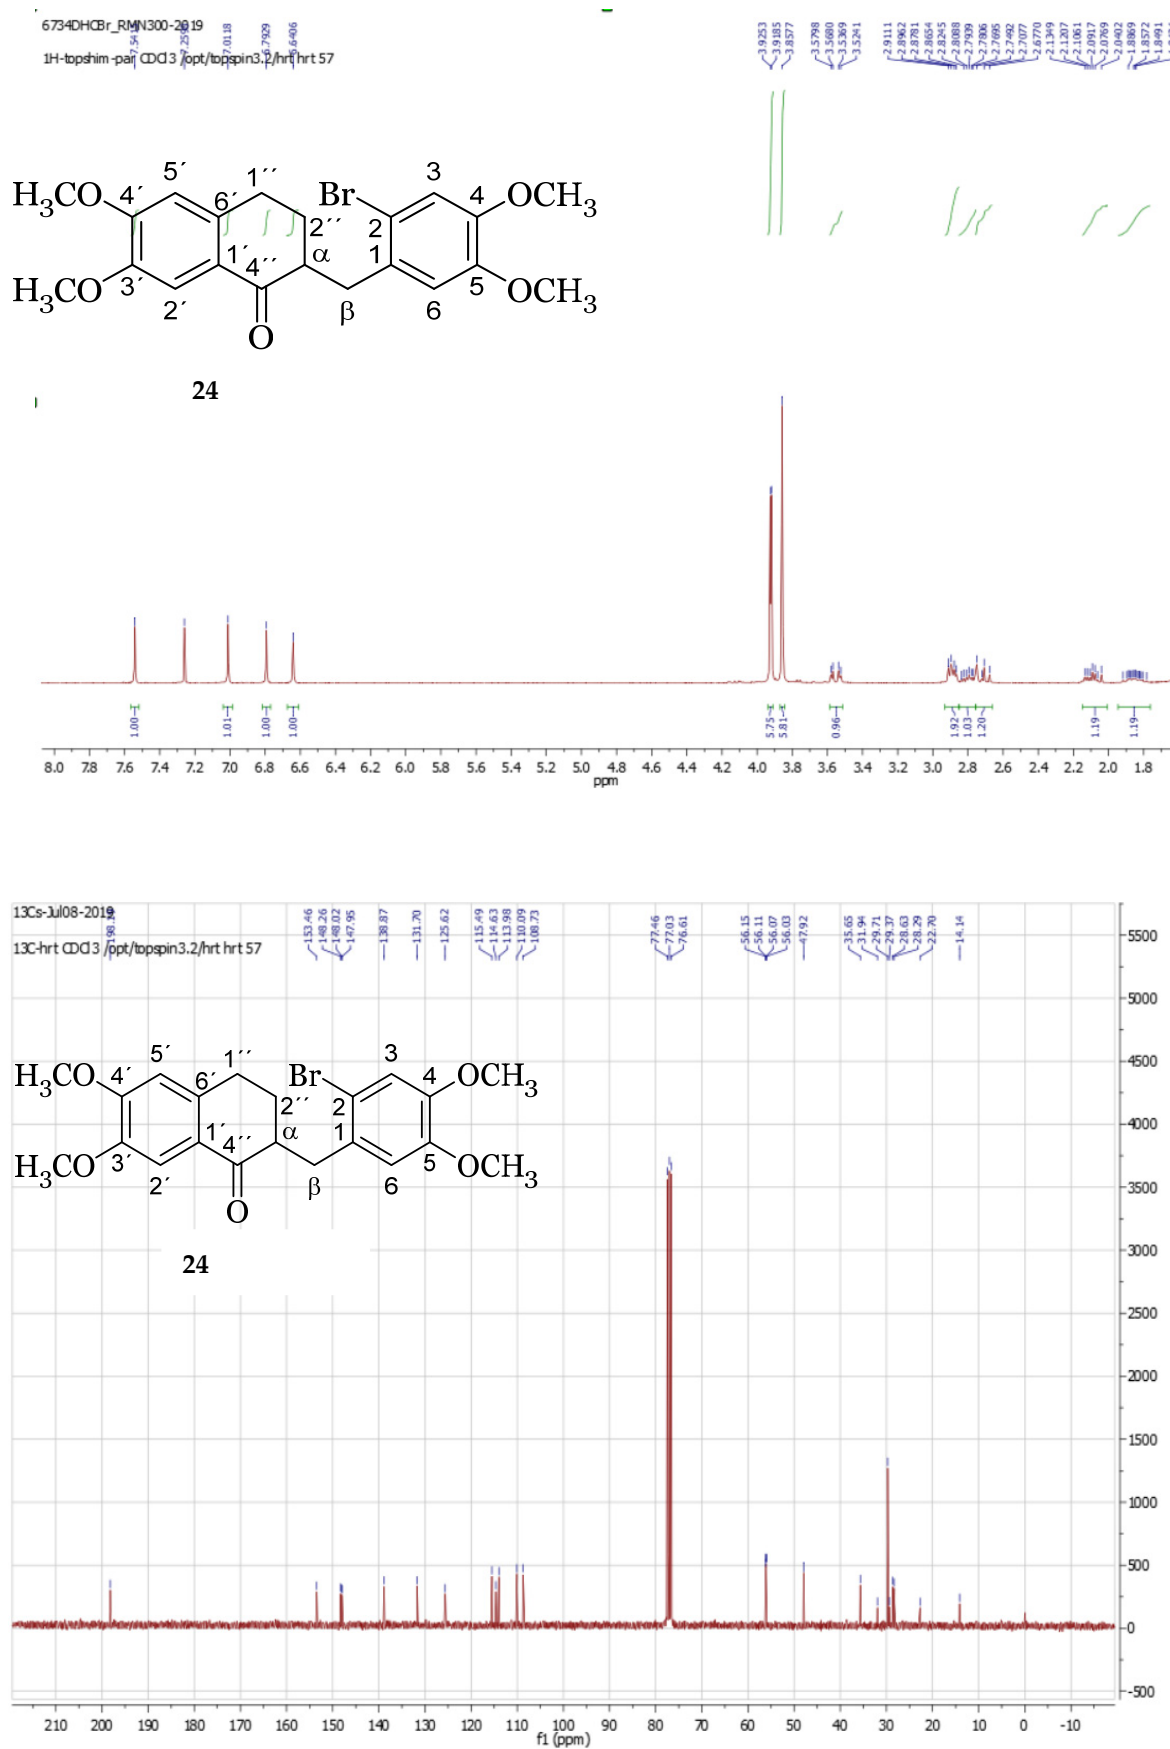 6734DHCBr_RMN300-2019
1H-topshim-par CDCl3 /opt/topspin3.2/hrt hrt 57
7.2595 7.0118 6.7929 6.6406
3.9253 3.9185 3.8577 3.5798 3.5680 3.5369 3.5241 2.9111 2.8962 2.8781 2.8654 2.8245 2.8088 2.7939 2.7806 2.7695 2.7492 2.7077 2.6770 2.1349 2.1207 2.1061 2.0917 2.0769 2.0402 1.8869 1.8572 1.8491
5´ 1´´ 3
H₃CO 4´ 6´ Br 4 OCH₃
2´´ 2
1´ 4´´ α 1
H₃CO 3´ 5 OCH₃
2´ β 6
O
24
1.00 1.01 1.00 1.00 5.75 5.81 0.96 1.92 1.03 1.20 1.19 1.19
8.0 7.8 7.6 7.4 7.2 7.0 6.8 6.6 6.4 6.2 6.0 5.8 5.6 5.4 5.2 5.0 4.8 4.6 4.4 4.2 4.0 3.8 3.6 3.4 3.2 3.0 2.8 2.6 2.4 2.2 2.0 1.8
ppm
13Cs-Jul08-2019
13C-hrt CDCl3 /opt/topspin3.2/hrt hrt 57
153.46 148.26 148.02 147.95 138.87 131.70 125.62 115.49 114.63 113.98 110.09 108.73 77.46 77.03 76.61 56.15 56.11 56.07 56.03 47.92 35.65 31.94 29.71 29.37 28.63 28.29 22.70 14.14
5500
5000
4500
4000
3500
3000
2500
2000
1500
1000
500
0
-500
5´ 1´´ 3
H₃CO 4´ 6´ Br 4 OCH₃
2´´ 2
1´ 4´´ α 1
H₃CO 3´ 5 OCH₃
2´ β 6
O
24
210 200 190 180 170 160 150 140 130 120 110 100 90 80 70 60 50 40 30 20 10 0 -10
f1 (ppm)